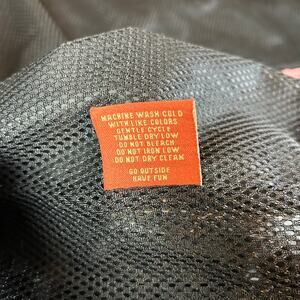 MACHINE WASH COLD
WITH LIKE COLORS
GENTLE CYCLE
TUMBLE DRY LOW
DO NOT BLEACH
DO NOT IRON LOW
DO NOT DRY CLEAN
GO OUTSIDE
HAVE FUN